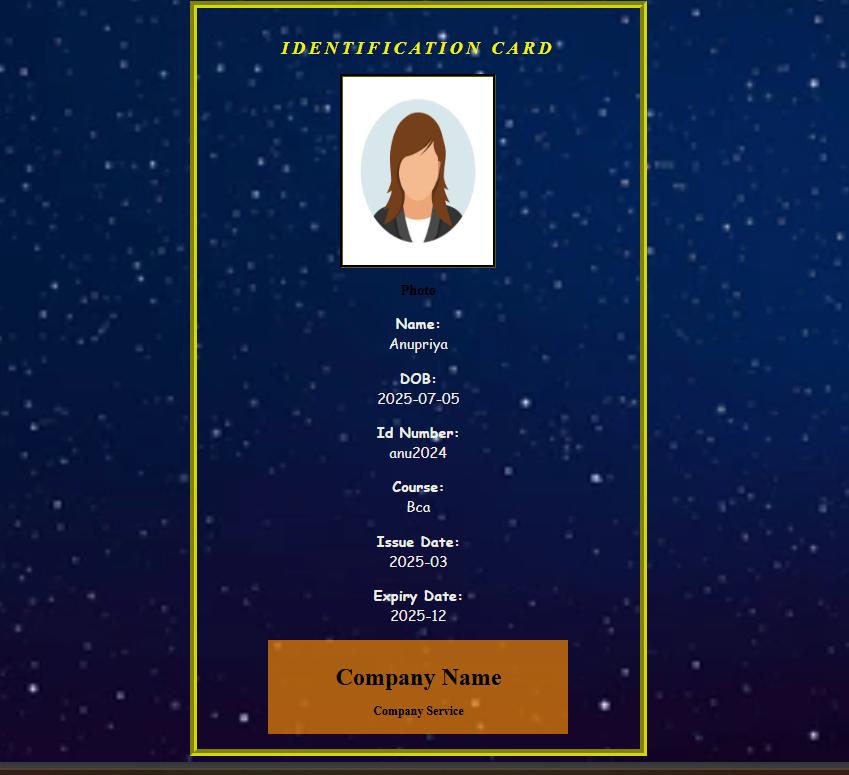 IDENTIFICATION CARD
Photo
Name:
Anupriya
DOB:
2025-07-05
Id Number:
anu2024
Course:
Bca
Issue Date:
2025-03
Expiry Date:
2025-12
Company Name
Company Service